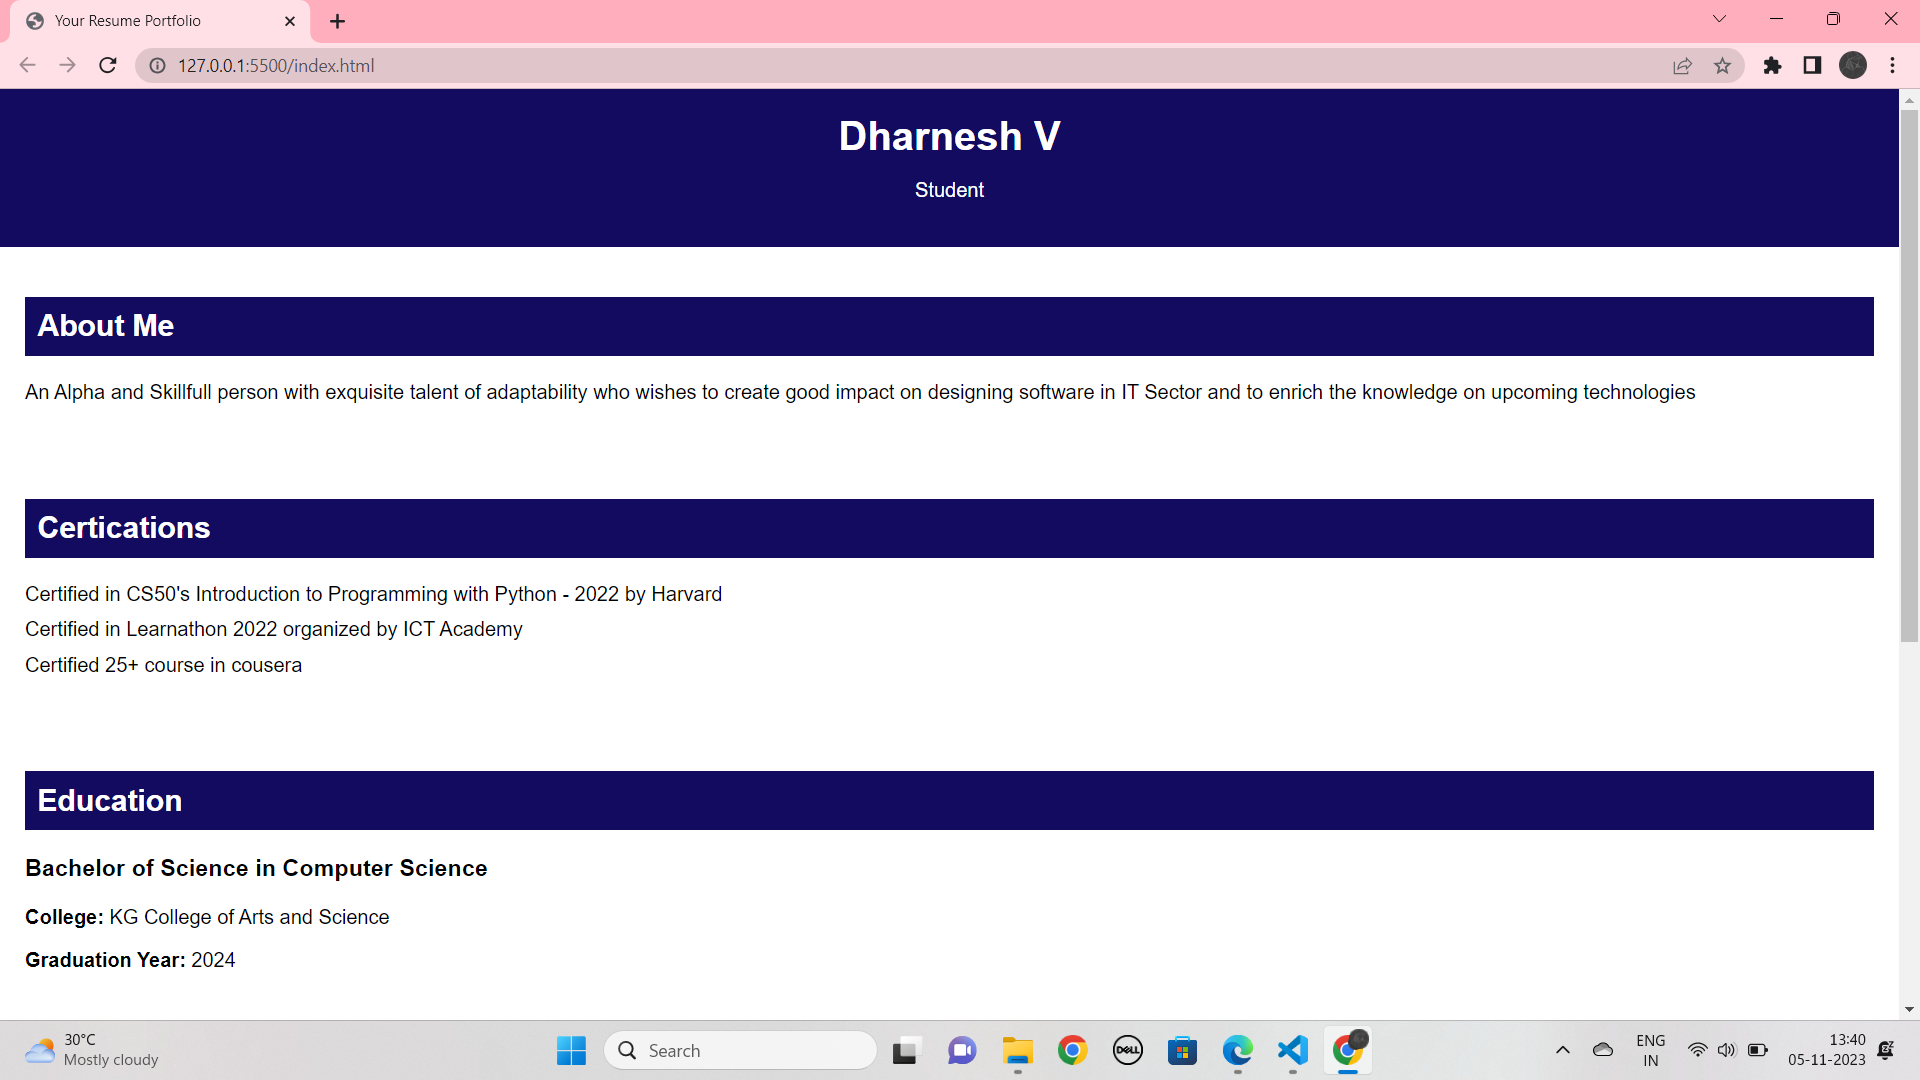 Your Resume Portfolio
127.0.0.1:5500/index.html
Dharnesh V
Student
About Me
An Alpha and Skillfull person with exquisite talent of adaptability who wishes to create good impact on designing software in IT Sector and to enrich the knowledge on upcoming technologies
Certications
Certified in CS50's Introduction to Programming with Python - 2022 by Harvard
Certified in Learnathon 2022 organized by ICT Academy
Certified 25+ course in cousera
Education
Bachelor of Science in Computer Science
College: KG College of Arts and Science
Graduation Year: 2024
30°C
Mostly cloudy
Search
DELL
ENG
IN
13:40
05-11-2023